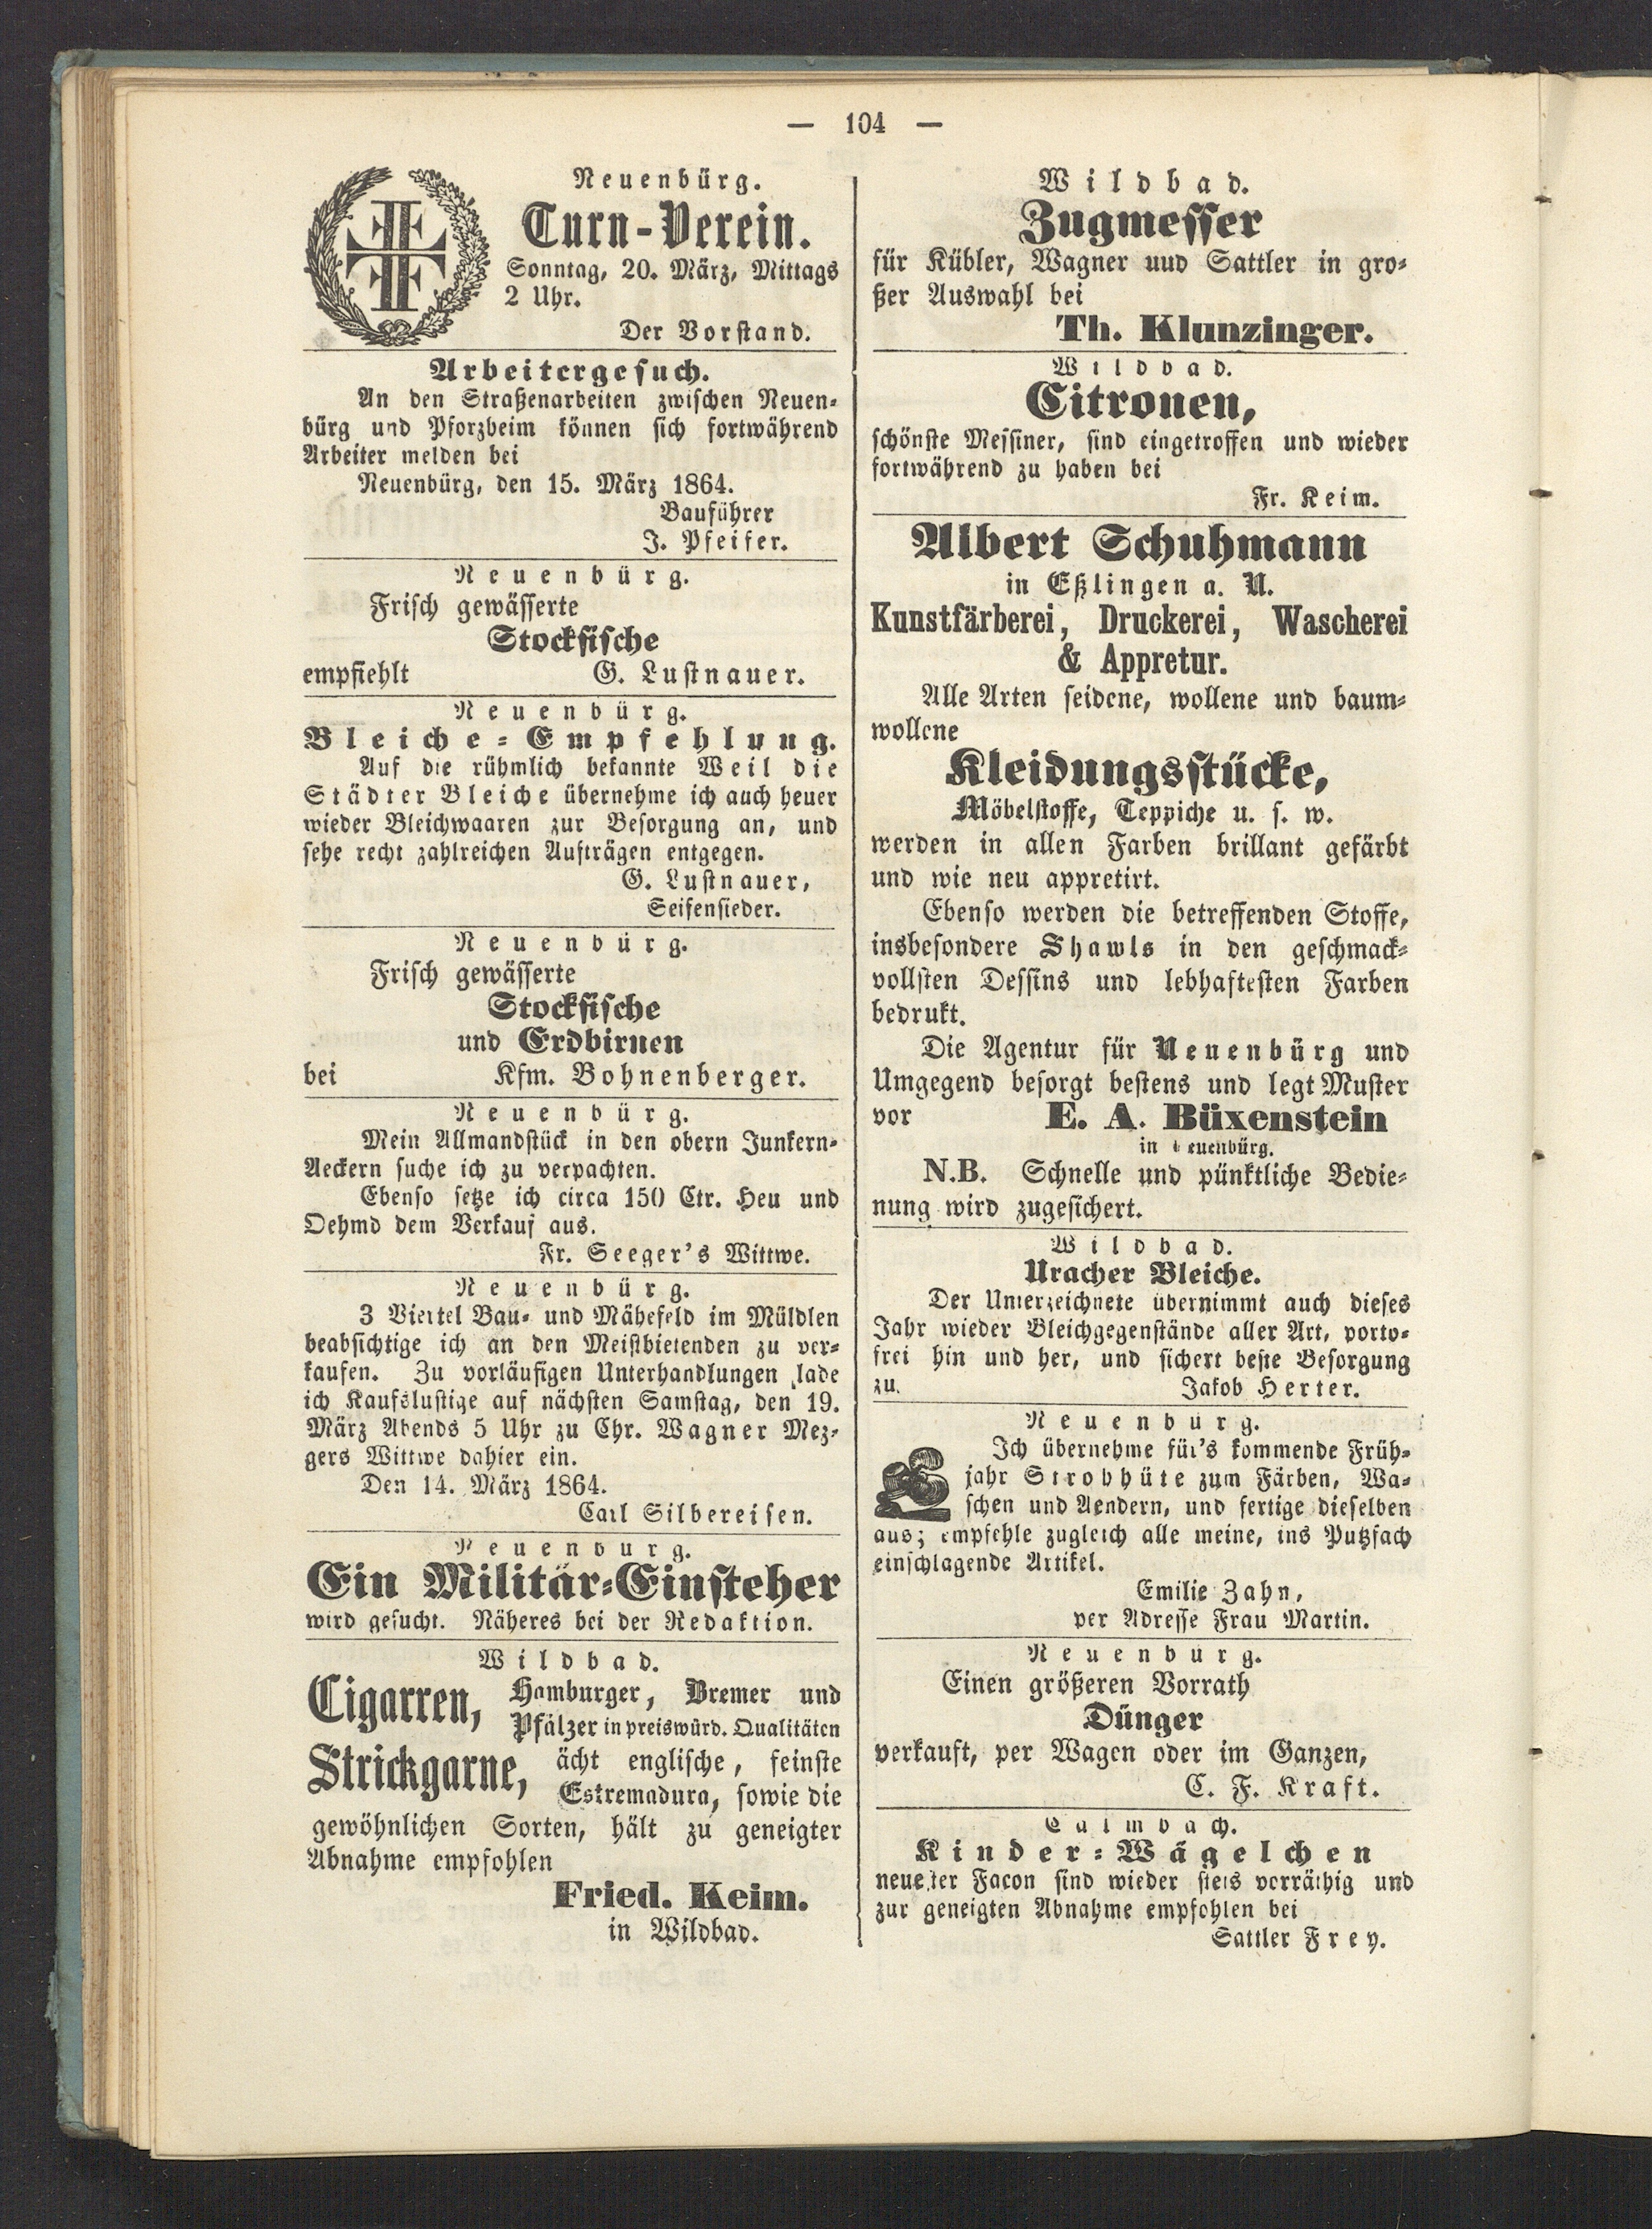 — 104 —
Neuenbürg.
Turn-Verein.
Sonntag, 20. März, Mittags
2 Uhr.
Der Vorstand.
Arbeitergesuch.
An den Straßenarbeiten zwischen Neuen-
bürg und Pforzheim können sich fortwährend
Arbeiter melden bei
Neuenbürg, den 15. März 1864.
Bauführer
J. Pfeifer.
Neuenbürg.
Frisch gewässerte
Stockfische
empfiehlt G. Lustnauer.
Neuenbürg.
Bleiche-Empfehlung.
Auf die rühmlich bekannte Weil die
Städter Bleiche übernehme ich auch heuer
wieder Bleichwaaren zur Besorgung an, und
sehe recht zahlreichen Aufträgen entgegen.
G. Lustnauer,
Seifensieder.
Neuenbürg.
Frisch gewässerte
Stockfische
und Erdbirnen
bei Kfm. Bohnenberger.
Neuenbürg.
Mein Allmandstück in den obern Junkern-
Aeckern suche ich zu verpachten.
Ebenso setze ich circa 150 Ctr. Heu und
Oehmd dem Verkauf aus.
Fr. Seeger's Wittwe.
Neuenbürg.
3 Viertel Bau- und Mähefeld im Müldlen
beabsichtige ich an den Meistbietenden zu ver-
kaufen. Zu vorläufigen Unterhandlungen lade
ich Kaufslustige auf nächsten Samstag, den 19.
März Abends 5 Uhr zu Chr. Wagner Mez-
gers Wittwe dahier ein.
Den 14. März 1864.
Carl Silbereisen.
Neuenbürg.
Ein Militär-Einsteher
wird gesucht. Näheres bei der Redaktion.
Wildbad.
Cigarren, Hamburger, Bremer und
Pfälzer in preiswürd. Qualitäten
Strickgarne, ächt englische, feinste
Estremadura, sowie die
gewöhnlichen Sorten, hält zu geneigter
Abnahme empfohlen
Fried. Keim.
in Wildbad.
Wildbad.
Zugmesser
für Kübler, Wagner uud Sattler in gro-
ßer Auswahl bei
Th. Klunzinger.
Wildbad.
Citronen,
schönste Messiner, sind eingetroffen und wieder
fortwährend zu haben bei
Fr. Keim.
Albert Schuhmann
in Eßlingen a. N.
Kunstfärberei, Druckerei, Wascherei
& Appretur.
Alle Arten seidene, wollene und baum-
wollene
Kleidungsstücke,
Möbelstoffe, Teppiche u. s. w.
werden in allen Farben brillant gefärbt
und wie neu appretirt.
Ebenso werden die betreffenden Stoffe,
insbesondere Shawls in den geschmack-
vollsten Dessins und lebhaftesten Farben
bedrukt.
Die Agentur für Neuenbürg und
Umgegend besorgt bestens und legt Muster
vor E. A. Büxenstein
in Neuenbürg.
N.B. Schnelle und pünktliche Bedie-
nung wird zugesichert.
Wildbad.
Uracher Bleiche.
Der Unterzeichnete übernimmt auch dieses
Jahr wieder Bleichgegenstände aller Art, porto-
frei hin und her, und sichert beste Besorgung
zu. Jakob Herter.
Neuenbürg.
Ich übernehme für's kommende Früh-
jahr Strohhüte zum Färben, Wa-
schen und Aendern, und fertige dieselben
aus; empfehle zugleich alle meine, ins Putzfach
einschlagende Artikel.
Emilie Zahn,
per Adresse Frau Martin.
Neuenbürg.
Einen größeren Vorrath
Dünger
verkauft, per Wagen oder im Ganzen,
C. F. Kraft.
Calmbach.
Kinder-Wägelchen
neuester Façon sind wieder stets vorräthig und
zur geneigten Abnahme empfohlen bei
Sattler Frey.